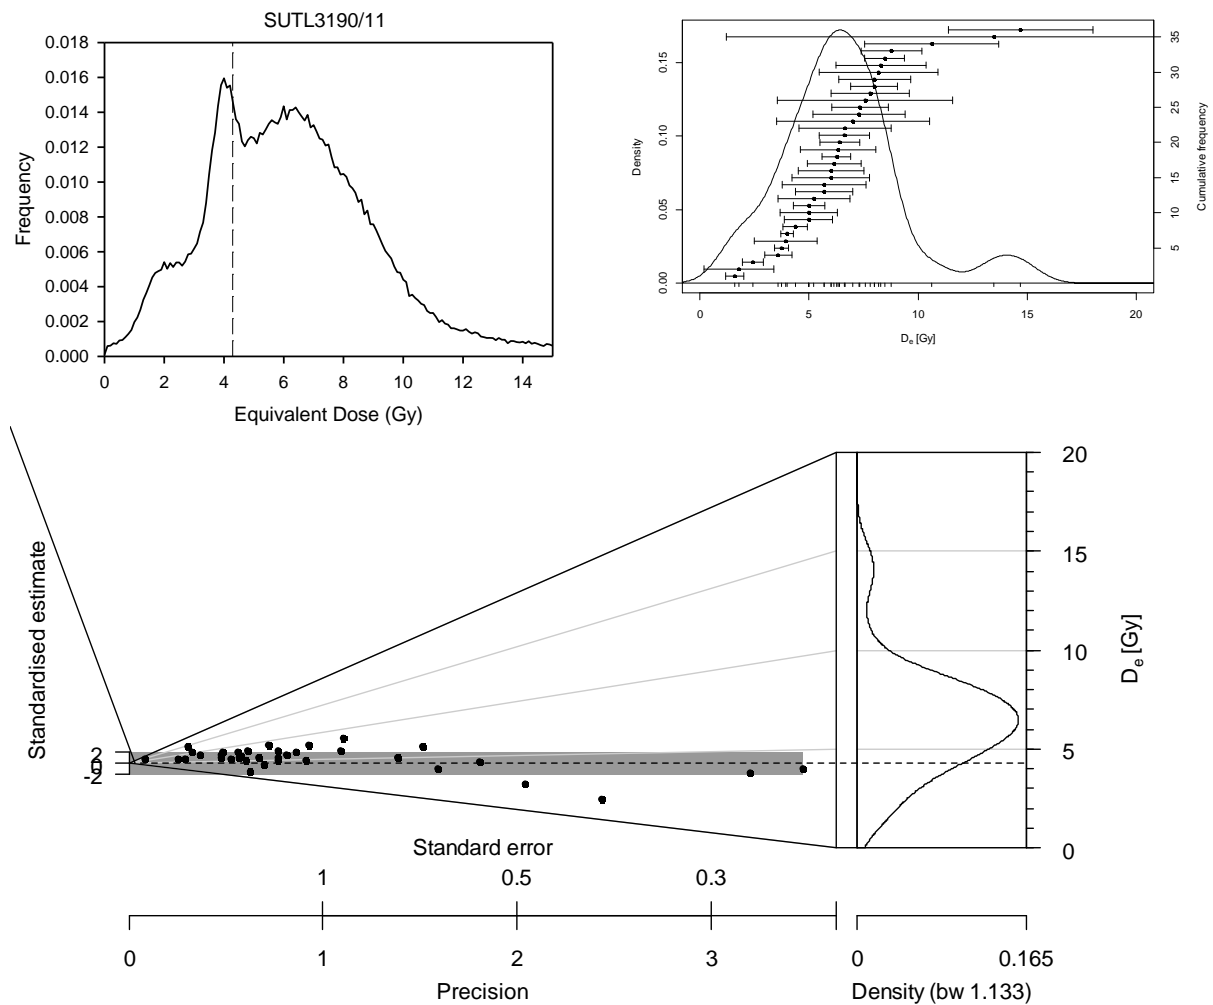 SUTL3190/11
0.018
0.016
0.014
0.012
0.010
0.008
0.006
0.004
0.002
0.000
Frequency
0 2 4 6 8 10 12 14
Equivalent Dose (Gy)
0.15
0.10
0.05
0.00
Density
35
30
25
20
15
10
5
Cumulative frequency
0 5 10 15 20
De [Gy]
Standardised estimate
2
0
-2
20
15
10
5
0
De [Gy]
Standard error
1 0.5 0.3
0 1 2 3
Precision
0 0.165
Density (bw 1.133)